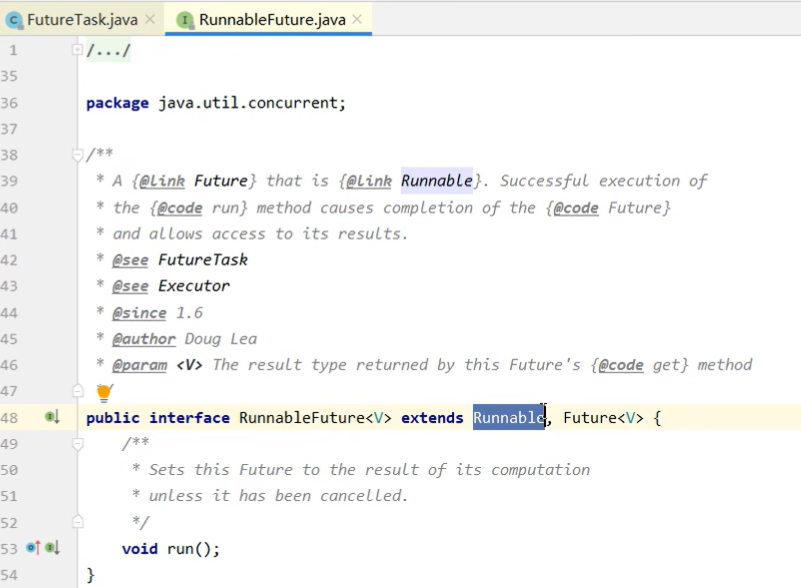 FutureTask.java × RunnableFuture.java ×
1 /.../
35
36 package java.util.concurrent;
37
38 /**
39 * A {@link Future} that is {@link Runnable}. Successful execution of
40 * the {@code run} method causes completion of the {@code Future}
41 * and allows access to its results.
42 * @see FutureTask
43 * @see Executor
44 * @since 1.6
45 * @author Doug Lea
46 * @param <V> The result type returned by this Future's {@code get} method
47 */
48 public interface RunnableFuture<V> extends Runnable, Future<V> {
49 /**
50 * Sets this Future to the result of its computation
51 * unless it has been cancelled.
52 */
53 void run();
54 }